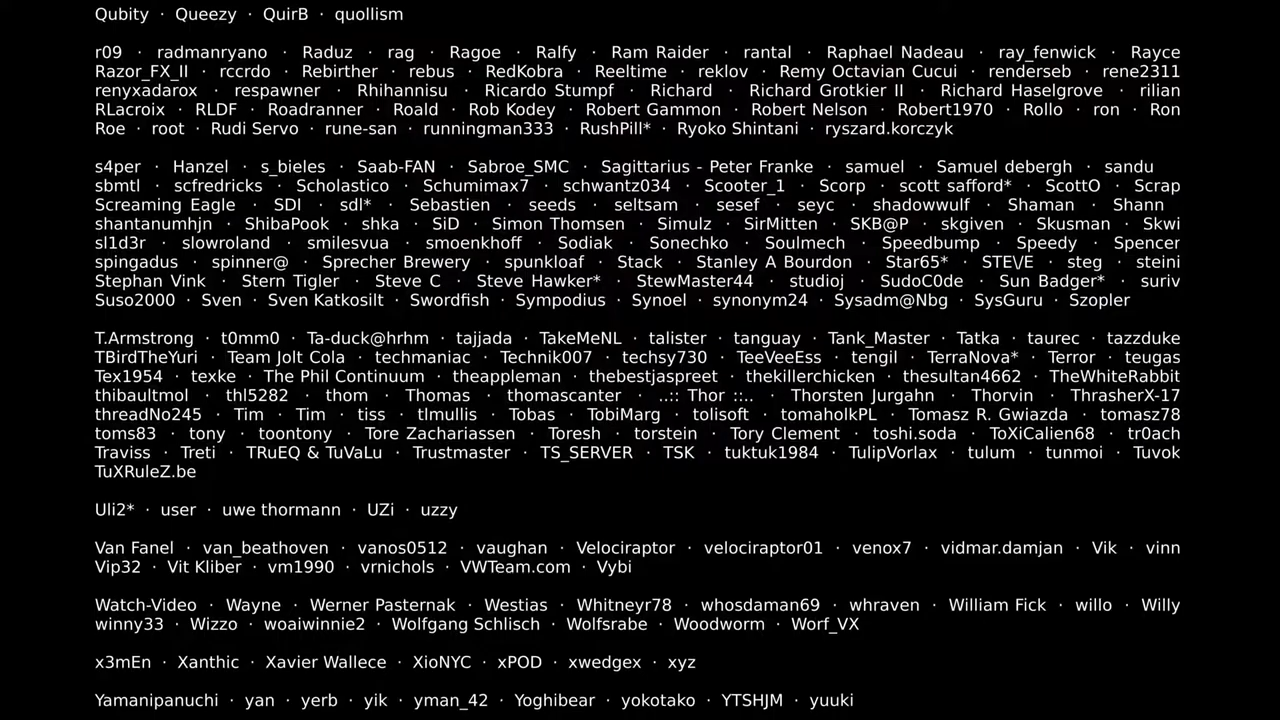 Qubity · Queezy · QuirB · quollism
r09 · radmanryano · Raduz · rag · Ragoe · Ralfy · Ram Raider · rantal · Raphael Nadeau · ray_fenwick · Rayce
Razor_FX_II · rccrdo · Rebirther · rebus · RedKobra · Reeltime · reklov · Remy Octavian Cucui · renderseb · rene2311
renyxadarox · respawner · Rhihannisu · Ricardo Stumpf · Richard · Richard Grotkier II · Richard Haselgrove · rilian
RLacroix · RLDF · Roadranner · Roald · Rob Kodey · Robert Gammon · Robert Nelson · Robert1970 · Rollo · ron · Ron
Roe · root · Rudi Servo · rune-san · runningman333 · RushPill* · Ryoko Shintani · ryszard.korczyk
s4per · Hanzel · s_bieles · Saab-FAN · Sabroe_SMC · Sagittarius - Peter Franke · samuel · Samuel debergh · sandu
sbmtl · scfredricks · Scholastico · Schumimax7 · schwantz034 · Scooter_1 · Scorp · scott safford* · ScottO · Scrap
Screaming Eagle · SDI · sdl* · Sebastien · seeds · seltsam · sesef · seyc · shadowwulf · Shaman · Shann
shantanumhjn · ShibaPook · shka · SiD · Simon Thomsen · Simulz · SirMitten · SKB@P · skgiven · Skusman · Skwi
sl1d3r · slowroland · smilesvua · smoenkhoff · Sodiak · Sonechko · Soulmech · Speedbump · Speedy · Spencer
spingadus · spinner@ · Sprecher Brewery · spunkloaf · Stack · Stanley A Bourdon · Star65* · STE\/E · steg · steini
Stephan Vink · Stern Tigler · Steve C · Steve Hawker* · StewMaster44 · studioj · SudoC0de · Sun Badger* · suriv
Suso2000 · Sven · Sven Katkosilt · Swordfish · Sympodius · Synoel · synonym24 · Sysadm@Nbg · SysGuru · Szopler
T.Armstrong · t0mm0 · Ta-duck@hrhm · tajjada · TakeMeNL · talister · tanguay · Tank_Master · Tatka · taurec · tazzduke
TBirdTheYuri · Team Jolt Cola · techmaniac · Technik007 · techsy730 · TeeVeeEss · tengil · TerraNova* · Terror · teugas
Tex1954 · texke · The Phil Continuum · theappleman · thebestjaspreet · thekillerchicken · thesultan4662 · TheWhiteRabbit
thibaultmol · thl5282 · thom · Thomas · thomascanter · ..:: Thor ::.. · Thorsten Jurgahn · Thorvin · ThrasherX-17
threadNo245 · Tim · Tim · tiss · tlmullis · Tobas · TobiMarg · tolisoft · tomaholkPL · Tomasz R. Gwiazda · tomasz78
toms83 · tony · toontony · Tore Zachariassen · Toresh · torstein · Tory Clement · toshi.soda · ToXiCalien68 · tr0ach
Traviss · Treti · TRuEQ & TuVaLu · Trustmaster · TS_SERVER · TSK · tuktuk1984 · TulipVorlax · tulum · tunmoi · Tuvok
TuXRuleZ.be
Uli2* · user · uwe thormann · UZi · uzzy
Van Fanel · van_beathoven · vanos0512 · vaughan · Velociraptor · velociraptor01 · venox7 · vidmar.damjan · Vik · vinn
Vip32 · Vit Kliber · vm1990 · vrnichols · VWTeam.com · Vybi
Watch-Video · Wayne · Werner Pasternak · Westias · Whitneyr78 · whosdaman69 · whraven · William Fick · willo · Willy
winny33 · Wizzo · woaiwinnie2 · Wolfgang Schlisch · Wolfsrabe · Woodworm · Worf_VX
x3mEn · Xanthic · Xavier Wallece · XioNYC · xPOD · xwedgex · xyz
Yamanipanuchi · yan · yerb · yik · yman_42 · Yoghibear · yokotako · YTSHJM · yuuki